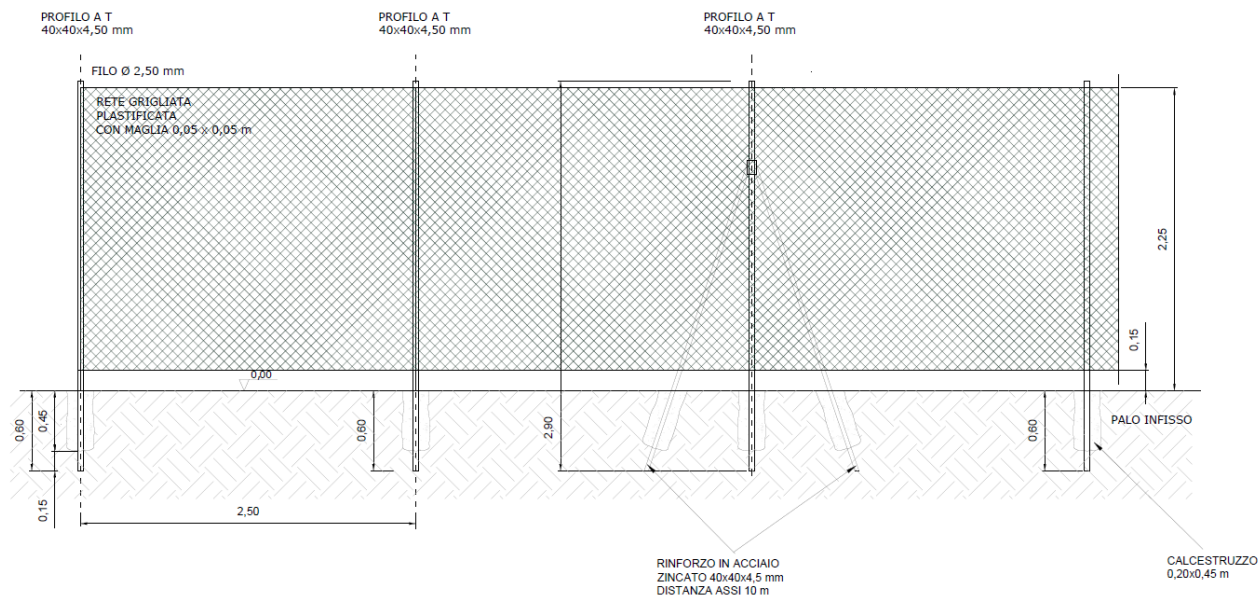 PROFILO A T
40x40x4,50 mm
PROFILO A T
40x40x4,50 mm
PROFILO A T
40x40x4,50 mm
FILO Ø 2,50 mm
RETE GRIGLIATA
PLASTIFICATA
CON MAGLIA 0,05 x 0,05 m
2,25
0,15
0,00
0,60
0,45
0,15
0,60
2,90
0,60
PALO INFISSO
2,50
RINFORZO IN ACCIAIO
ZINCATO 40x40x4,5 mm
DISTANZA ASSI 10 m
CALCESTRUZZO
0,20x0,45 m